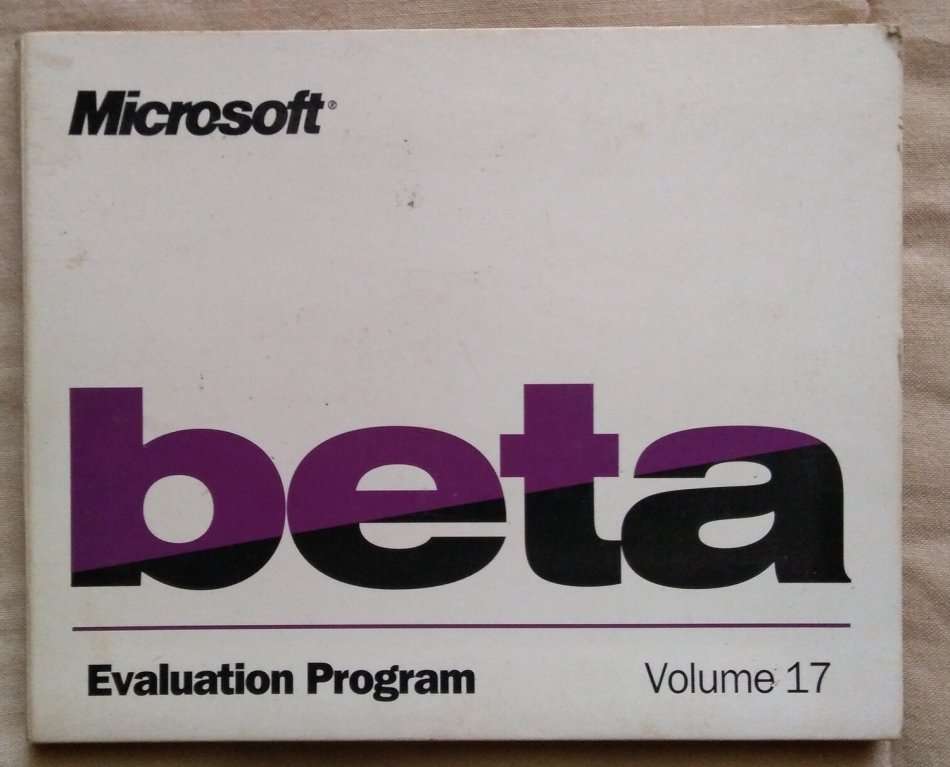 Microsoft®
beta
Evaluation Program
Volume 17